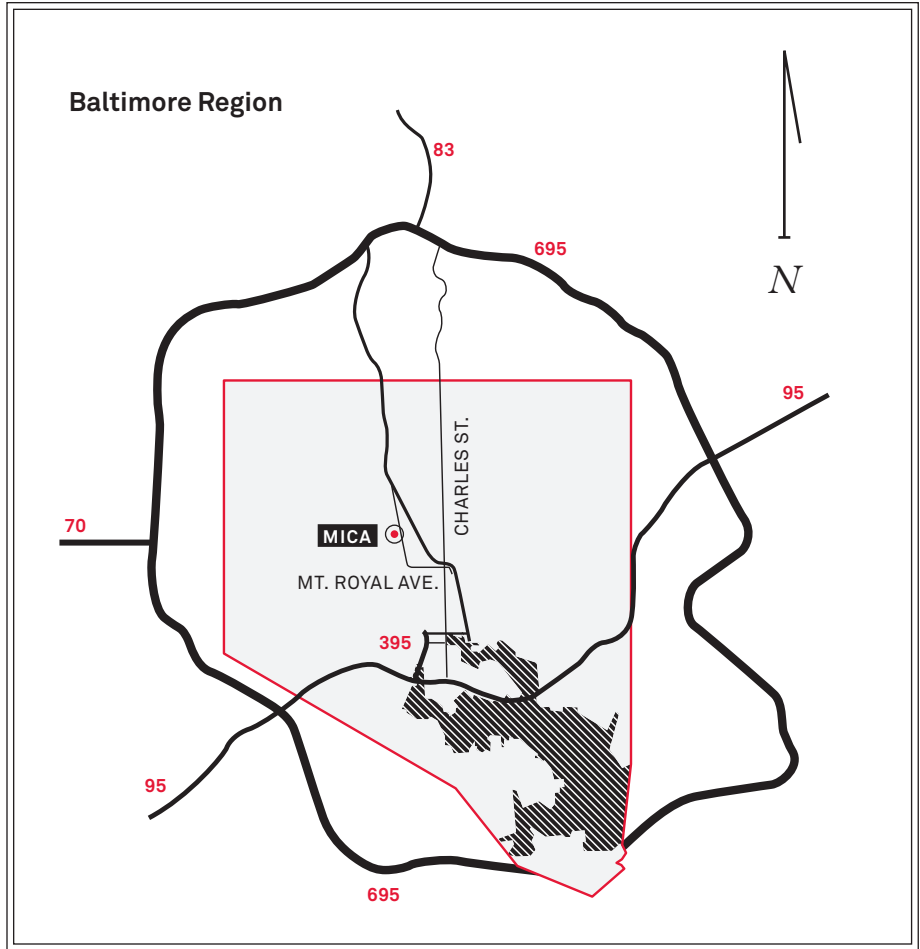 Baltimore Region
83
695
N
95
CHARLES ST.
70
MICA
MT. ROYAL AVE.
395
95
695